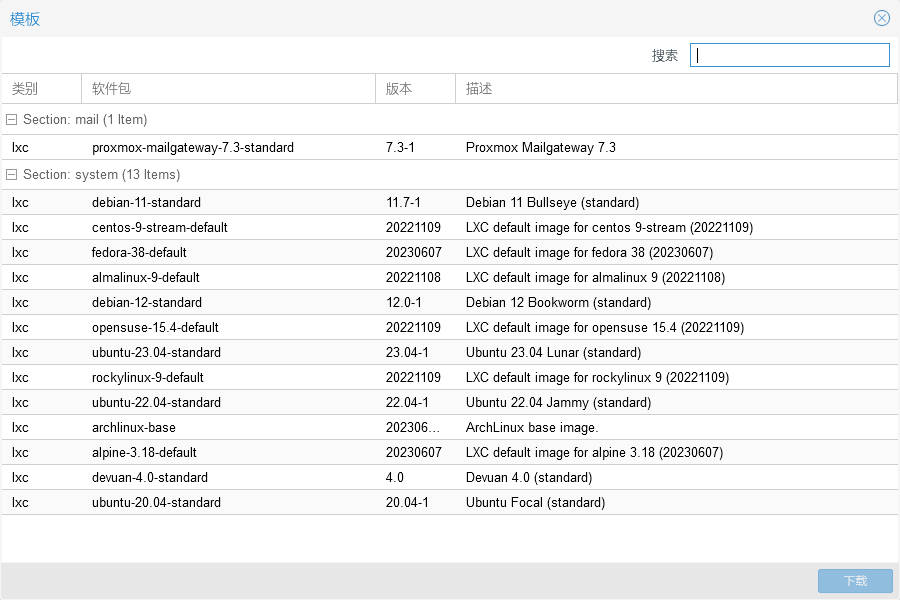 模板
搜索
类别 软件包 版本 描述
Section: mail (1 Item)
lxc proxmox-mailgateway-7.3-standard 7.3-1 Proxmox Mailgateway 7.3
Section: system (13 Items)
lxc debian-11-standard 11.7-1 Debian 11 Bullseye (standard)
lxc centos-9-stream-default 20221109 LXC default image for centos 9-stream (20221109)
lxc fedora-38-default 20230607 LXC default image for fedora 38 (20230607)
lxc almalinux-9-default 20221108 LXC default image for almalinux 9 (20221108)
lxc debian-12-standard 12.0-1 Debian 12 Bookworm (standard)
lxc opensuse-15.4-default 20221109 LXC default image for opensuse 15.4 (20221109)
lxc ubuntu-23.04-standard 23.04-1 Ubuntu 23.04 Lunar (standard)
lxc rockylinux-9-default 20221109 LXC default image for rockylinux 9 (20221109)
lxc ubuntu-22.04-standard 22.04-1 Ubuntu 22.04 Jammy (standard)
lxc archlinux-base 202306... ArchLinux base image.
lxc alpine-3.18-default 20230607 LXC default image for alpine 3.18 (20230607)
lxc devuan-4.0-standard 4.0 Devuan 4.0 (standard)
lxc ubuntu-20.04-standard 20.04-1 Ubuntu Focal (standard)
下载